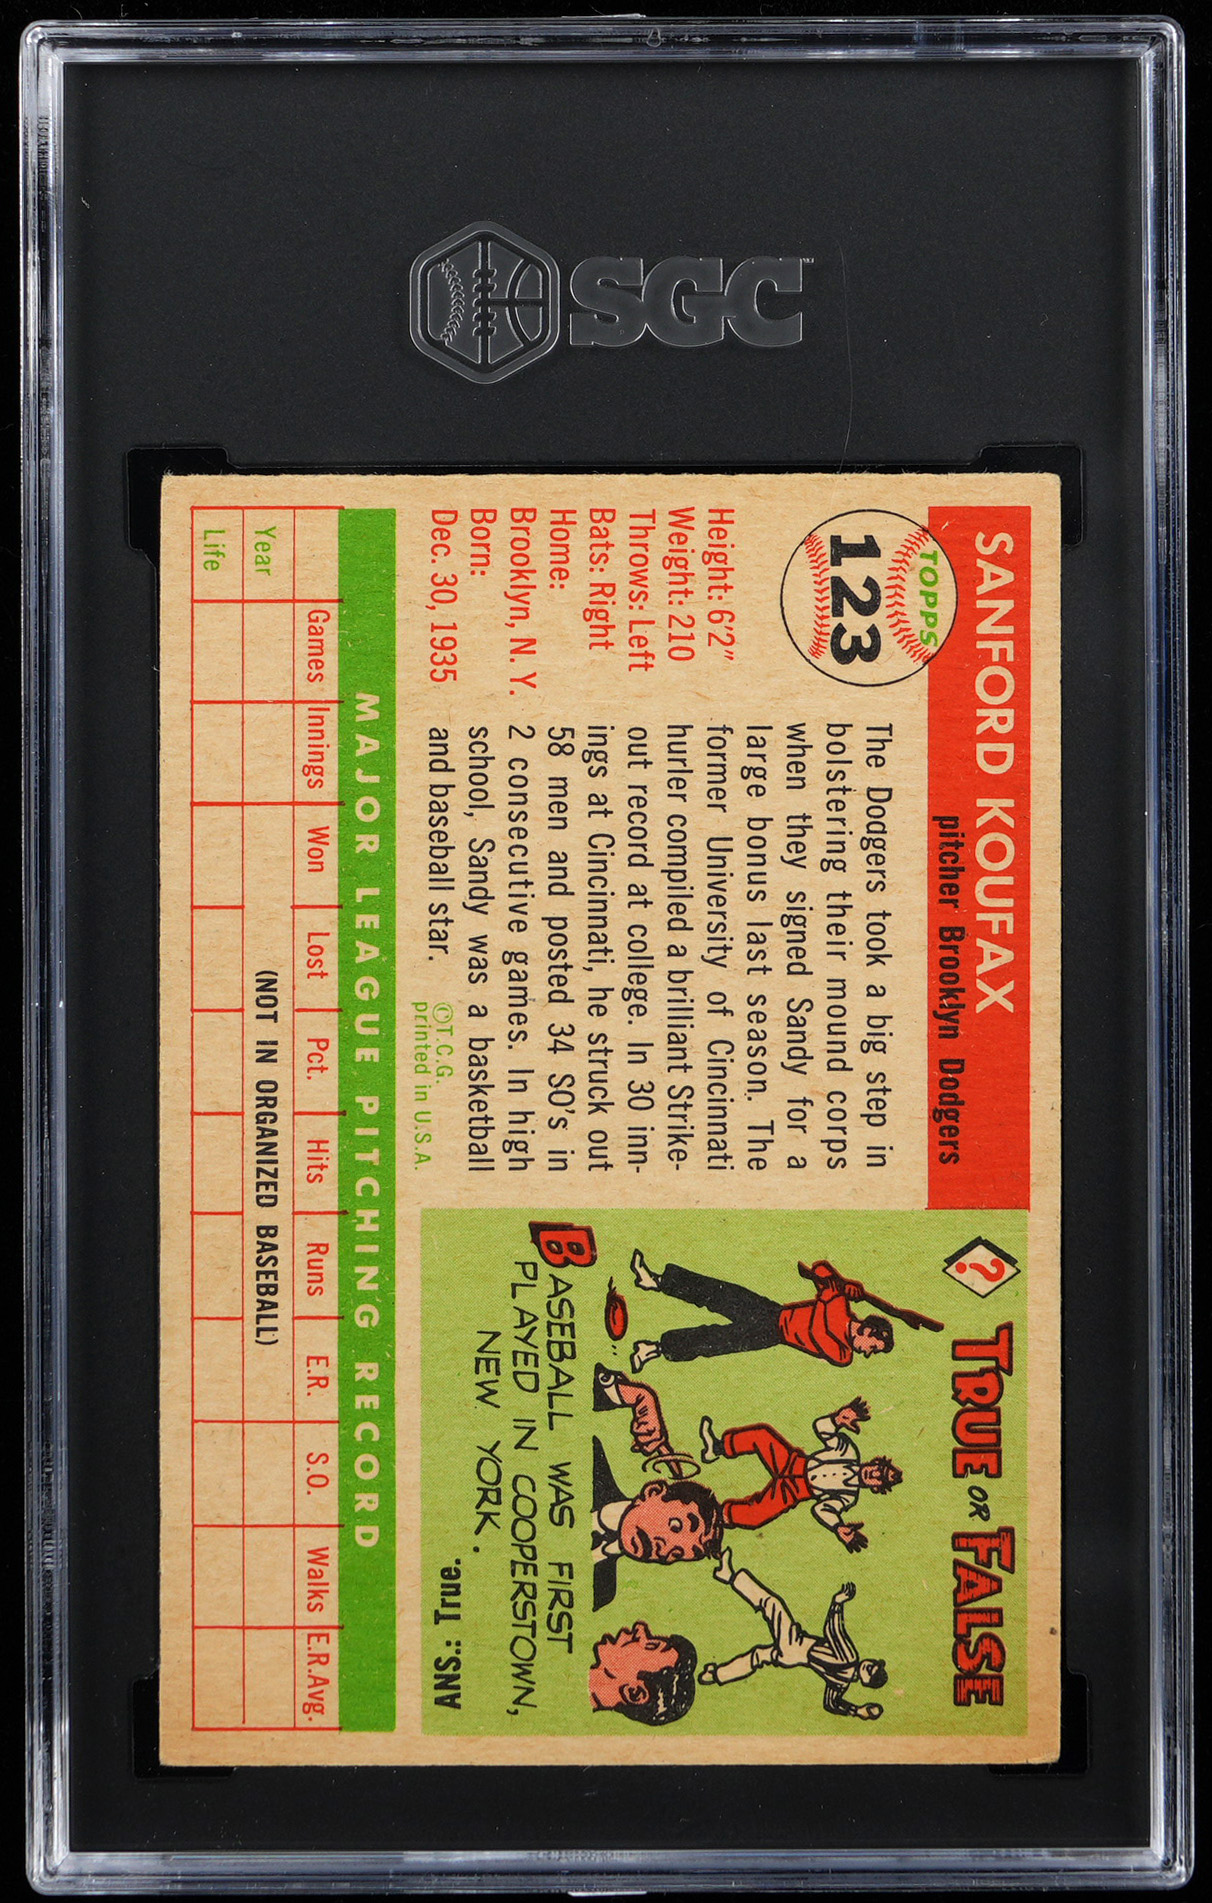 SGC
SANFORD KOUFAX
pitcher Brooklyn Dodgers
TOPPS
123
Height: 6'2"
Weight: 210
Throws: Left
Bats: Right
Home:
Brooklyn, N. Y.
Born:
Dec. 30, 1935
The Dodgers took a big step in
bolstering their mound corps
when they signed Sandy for a
large bonus last season. The
former University of Cincinnati
hurler compiled a brilliant Strike-
out record at college. In 30 inn-
ings at Cincinnati, he struck out
58 men and posted 34 SO's in
2 consecutive games. In high
school, Sandy was a basketball
and baseball star.
©T.C.G.
printed in U.S.A.
?
TRUE OR FALSE
BASEBALL WAS FIRST
PLAYED IN COOPERSTOWN,
NEW YORK.
ANS.: True.
MAJOR LEAGUE PITCHING RECORD
Games Innings Won Lost Pct. Hits Runs E.R. S.O. Walks E.R.Avg.
Year (NOT IN ORGANIZED BASEBALL)
Life